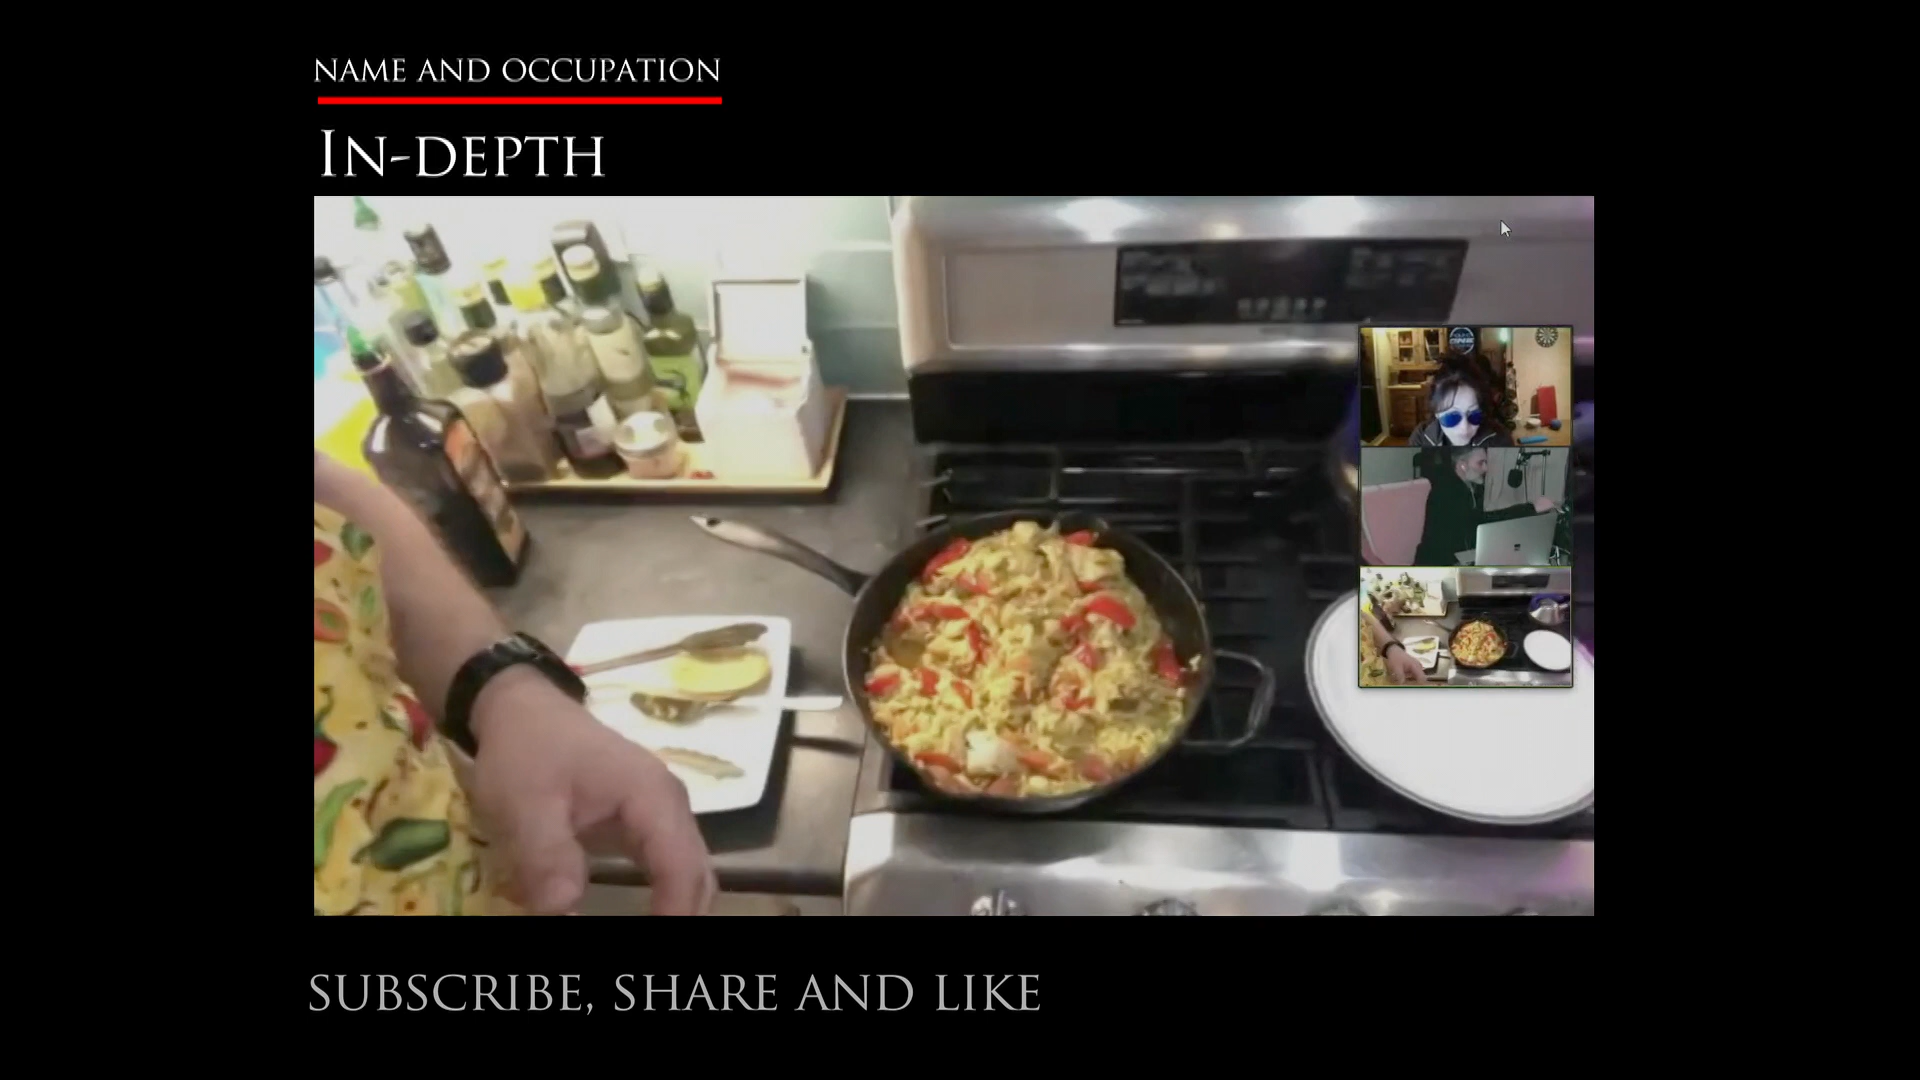 NAME AND OCCUPATION
IN-DEPTH
SUBSCRIBE, SHARE AND LIKE